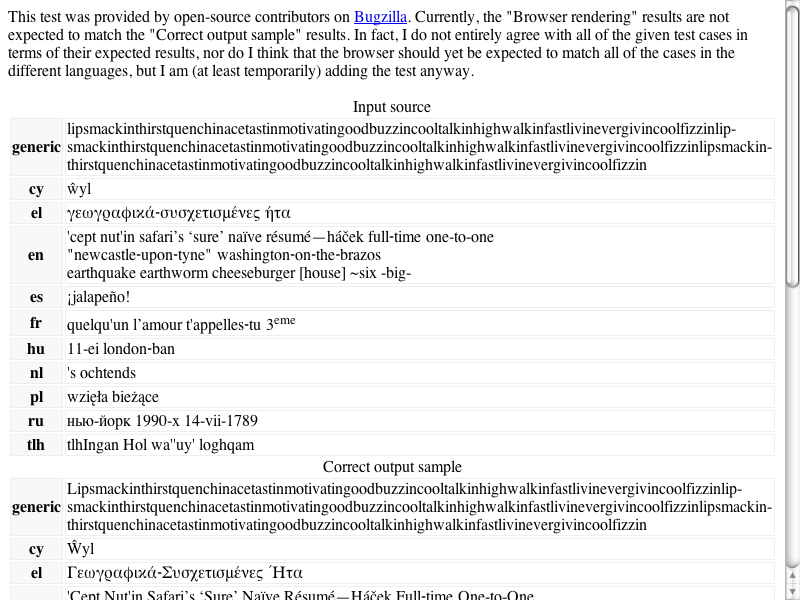 This test was provided by open-source contributors on Bugzilla. Currently, the "Browser rendering" results are not
expected to match the "Correct output sample" results. In fact, I do not entirely agree with all of the given test cases in
terms of their expected results, nor do I think that the browser should yet be expected to match all of the cases in the
different languages, but I am (at least temporarily) adding the test anyway.
Input source
lipsmackinthirstquenchinacetastinmotivatingoodbuzzincooltalkinhighwalkinfastlivinevergivincoolfizzinlip-
generic smackinthirstquenchinacetastinmotivatingoodbuzzincooltalkinhighwalkinfastlivinevergivincoolfizzinlipsmackin-
thirstquenchinacetastinmotivatingoodbuzzincooltalkinhighwalkinfastlivinevergivincoolfizzin
cy ŵyl
el γεωγραφικά-συσχετισμένες ήτα
'cept nut'in safari’s ‘sure’ naïve résumé—háček full-time one-to-one
en "newcastle-upon-tyne" washington-on-the-brazos
earthquake earthworm cheeseburger [house] ~six -big-
es ¡jalapeño!
fr quelqu'un l’amour t'appelles-tu 3eme
hu 11-ei london-ban
nl 's ochtends
pl wzięła bieżące
ru нью-йорк 1990-х 14-vii-1789
tlh tlhIngan Hol wa''uy' loghqam
Correct output sample
Lipsmackinthirstquenchinacetastinmotivatingoodbuzzincooltalkinhighwalkinfastlivinevergivincoolfizzinlip-
generic smackinthirstquenchinacetastinmotivatingoodbuzzincooltalkinhighwalkinfastlivinevergivincoolfizzinlipsmackin-
thirstquenchinacetastinmotivatingoodbuzzincooltalkinhighwalkinfastlivinevergivincoolfizzin
cy Ŵyl
el Γεωγραφικά-Συσχετισμένες Ήτα
'Cept Nut'in Safari’s ‘Sure’ Naïve Résumé—Háček Full-time One-to-One